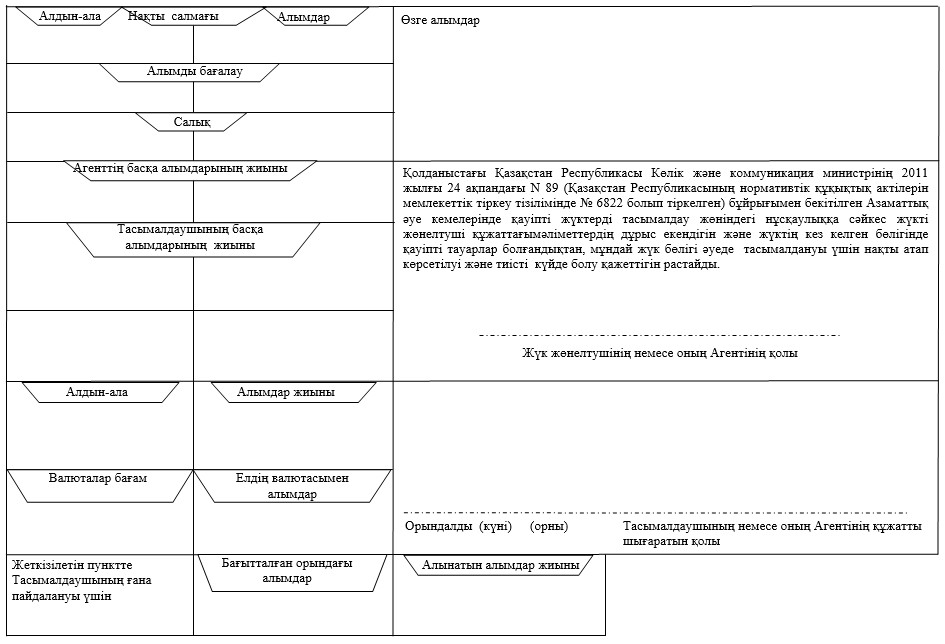 Алдын-ала Нақты салмағы Алымдар
Өзге алымдар
Алымды бағалау
Салық
Агенттің басқа алымдарының жиыны
Тасымалдаушының басқа
алымдарының жиыны
Қолданыстағы Қазақстан Республикасы Көлік және коммуникация министрінің 2011
жылғы 24 ақпандағы N 89 (Қазақстан Республикасының нормативтік құқықтық актілерін
мемлекеттік тіркеу тізілімінде № 6822 болып тіркелген) бұйрығымен бекітілген Азаматтық
әуе кемелерінде қауіпті жүктерді тасымалдау жөніндегі нұсқаулыққа сәйкес жүкті
жөнелтуші құжаттағымәліметтердің дұрыс екендігін және жүктің кез келген бөлігінде
қауіпті тауарлар болғандықтан, мұндай жүк бөлігі әуеде тасымалдануы үшін нақты атап
көрсетілуі және тиісті күйде болу қажеттігін растайды.
Жүк жөнелтушінің немесе оның Агентінің қолы
Алдын-ала
Алымдар жиыны
Валюталар бағам
Елдің валютасымен
алымдар
Орындалды (күні) (орны) Тасымалдаушының немесе оның Агентінің құжатты
шығаратын қолы
Жеткісілетін пунктте
Тасымалдаушының ғана
пайдалануы үшін
Бағытталған орындағы
алымдар
Алынатын алымдар жиыны